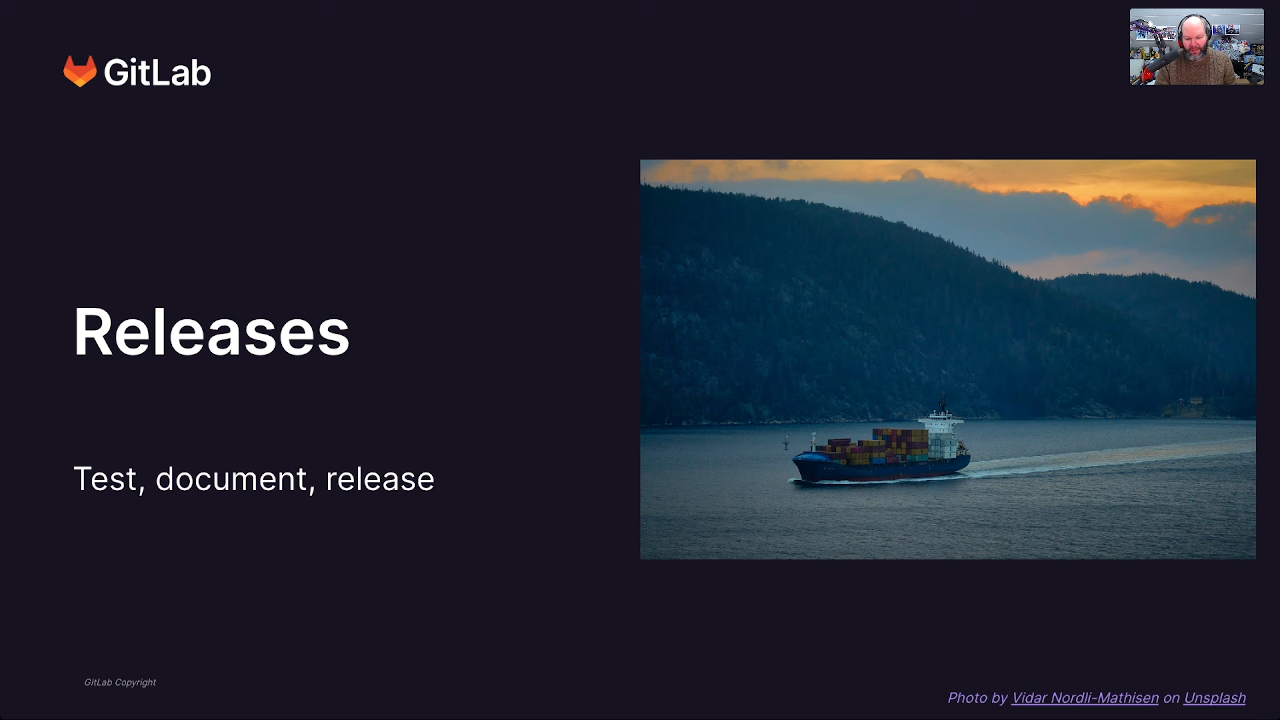 GitLab
Releases
Test, document, release
GitLab Copyright
Photo by Vidar Nordli-Mathisen on Unsplash